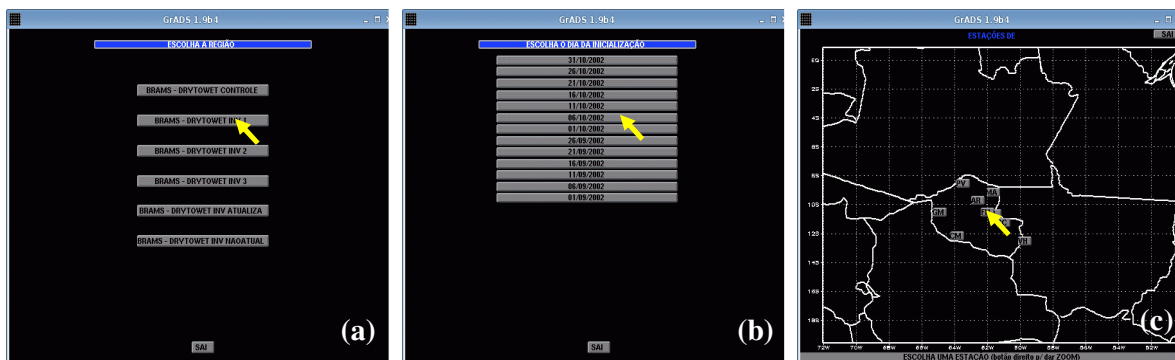 GrADS 1.9b4
ESCOLHA A REGIÃO
BRAMS - DRYTOWET CONTROLE
BRAMS - DRYTOWET INV 1
BRAMS - DRYTOWET INV 2
BRAMS - DRYTOWET INV 3
BRAMS - DRYTOWET INV ATUALIZA
BRAMS - DRYTOWET INV NAOATUAL
SAI
(a)
GrADS 1.9b4
ESCOLHA O DIA DA INICIALIZAÇÃO
31/10/2002
26/10/2002
21/10/2002
16/10/2002
11/10/2002
06/10/2002
01/10/2002
26/09/2002
21/09/2002
16/09/2002
11/09/2002
06/09/2002
01/09/2002
SAI
(b)
GrADS 1.9b4
ESTAÇÕES DE
SAI
EQ
2S
4S
6S
8S
10S
12S
14S
16S
18S
PV
MA
AR
GM
CM
VH
72W 70W 68W 66W 64W 62W 60W 58W 56W 54W 52W
(c)
ESCOLHA UMA ESTAÇÃO (botão direito p/ dar ZOOM)